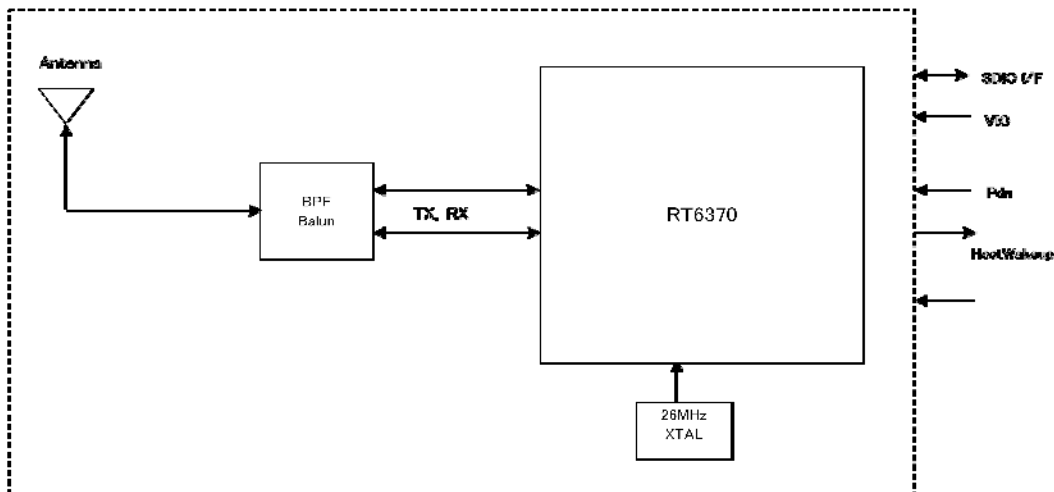 Antenna
SDIO I/F
V33
Pdn
BPF
Balun
TX, RX
RT6370
HostWakeup
26MHz
XTAL